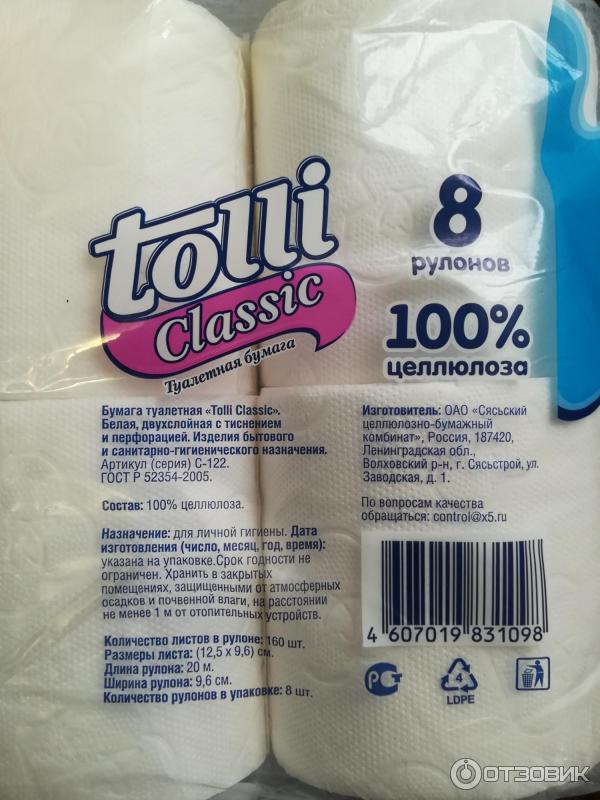 tolli
Classic
Туалетная бумага
8
рулонов
100%
целлюлоза
Бумага туалетная «Tolli Classic».
Белая, двухслойная с тиснением
и перфорацией. Изделия бытового
и санитарно-гигиенического назначения.
Артикул (серия) С-122.
ГОСТ Р 52354-2005.
Состав: 100% целлюлоза.
Назначение: для личной гигиены. Дата
изготовления (число, месяц, год, время):
указана на упаковке.Срок годности не
ограничен. Хранить в закрытых
помещениях, защищенными от атмосферных
осадков и почвенной влаги, на расстоянии
не менее 1 м от отопительных устройств.
Количество листов в рулоне: 160 шт.
Размеры листа: (12,5 х 9,6) см.
Длина рулона: 20 м.
Ширина рулона: 9,6 см.
Количество рулонов в упаковке: 8 шт.
Изготовитель: ОАО «Сясьский
целлюлозно-бумажный
комбинат», Россия, 187420,
Ленинградская обл.,
Волховский р-н, г. Сясьстрой, ул.
Заводская, д. 1.
По вопросам качества
обращаться: control@x5.ru
4 607019 831098
РСТ
4
LDPE
ОТЗОВИК